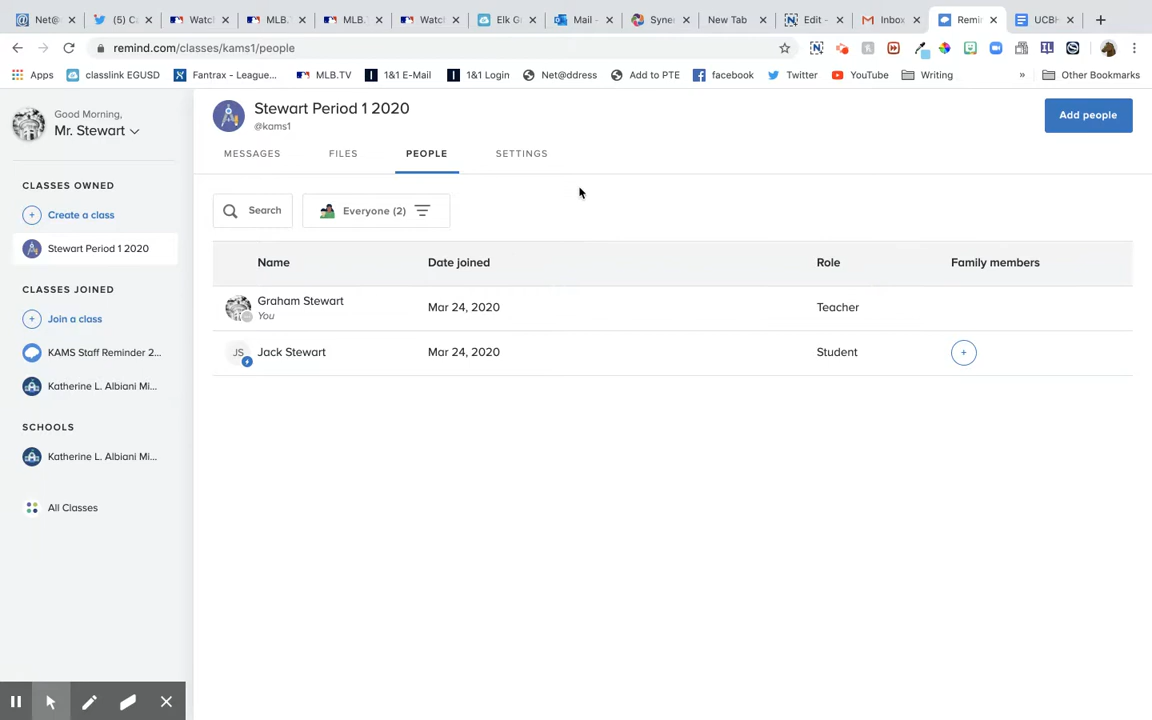 Net@
(5) C
Watc
MLB.
MLB.
Watc
Elk G
Mail -
Syne
New Tab
Edit -
Inbox
Remi
UCBH
remind.com/classes/kams1/people
Apps
classlink EGUSD
Fantrax - League...
MLB.TV
1&1 E-Mail
1&1 Login
Net@ddress
Add to PTE
facebook
Twitter
YouTube
Writing
»
Other Bookmarks
Good Morning,
Mr. Stewart
CLASSES OWNED
+ Create a class
Stewart Period 1 2020
CLASSES JOINED
+ Join a class
KAMS Staff Reminder 2...
Katherine L. Albiani Mi...
SCHOOLS
Katherine L. Albiani Mi...
All Classes
Stewart Period 1 2020
@kams1
Add people
MESSAGES FILES PEOPLE SETTINGS
Search
Everyone (2)
Name Date joined Role Family members
Graham Stewart Mar 24, 2020 Teacher
You
JS Jack Stewart Mar 24, 2020 Student +